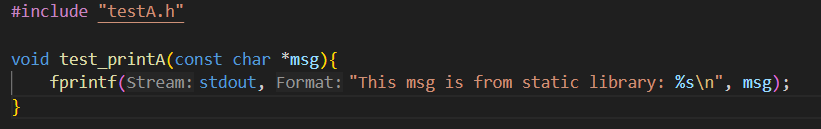 #include "testA.h"
void test_printA(const char *msg){
fprintf(Stream: stdout, Format: "This msg is from static library: %s\n", msg);
}